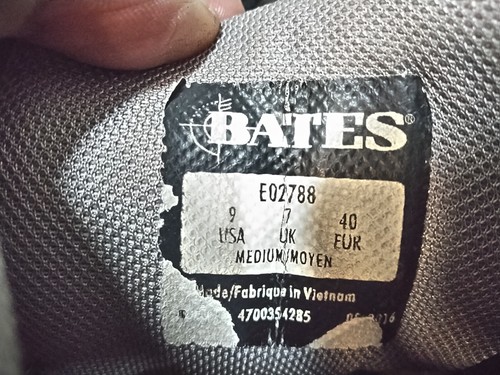 BATES®
E02788
9 7 40
USA UK EUR
MEDIUM/MOYEN
Made/Fabrique in Vietnam
4700354285